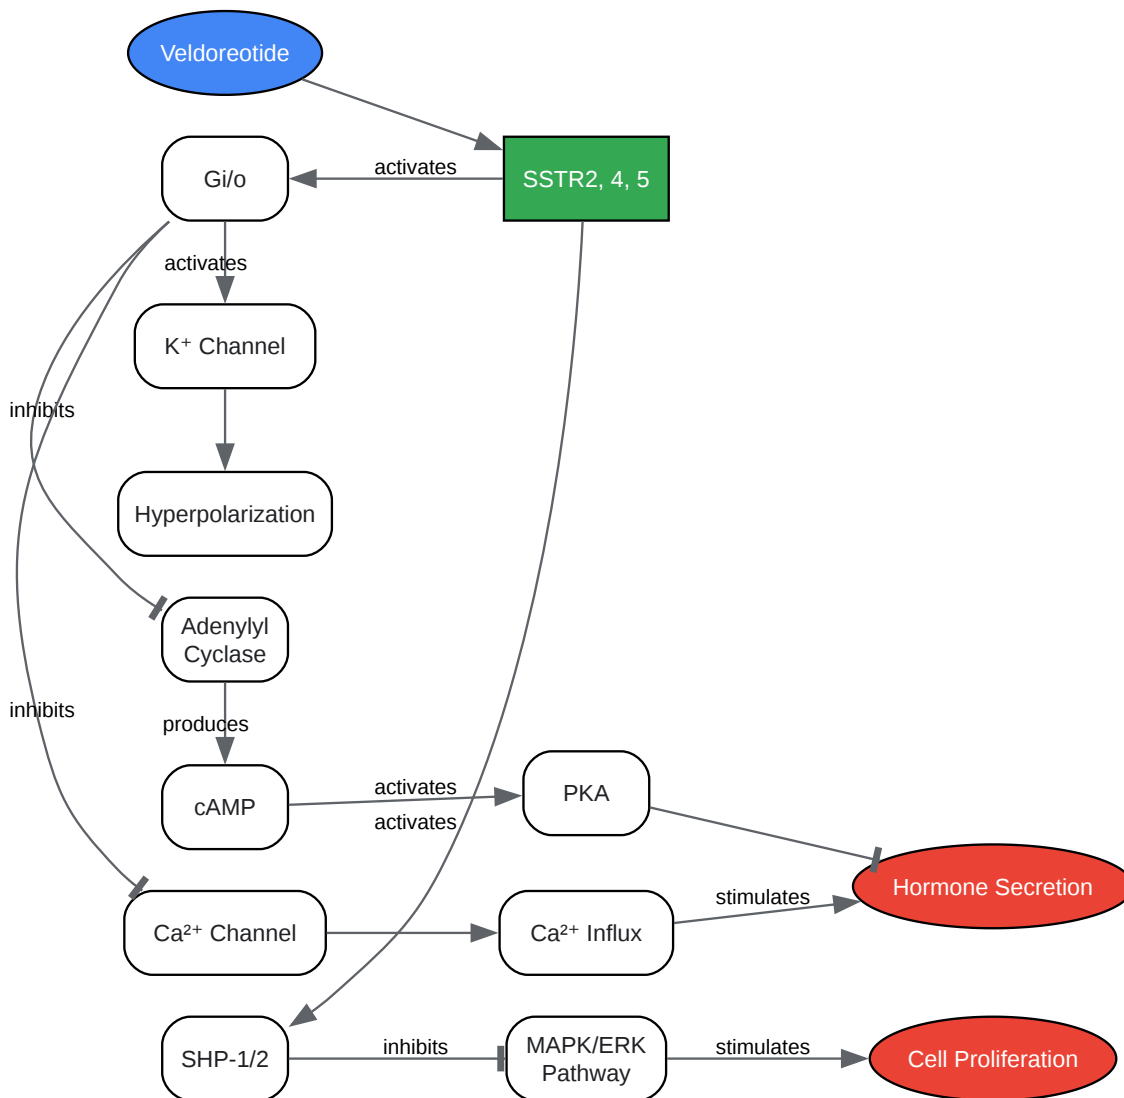 Veldoreotide
Gi/o
activates
SSTR2, 4, 5
activates
K⁺ Channel
inhibits
Hyperpolarization
Adenylyl
Cyclase
inhibits
produces
cAMP
activates
PKA
activates
Hormone Secretion
stimulates
Ca²⁺ Channel
Ca²⁺ Influx
SHP-1/2
inhibits
MAPK/ERK
Pathway
stimulates
Cell Proliferation